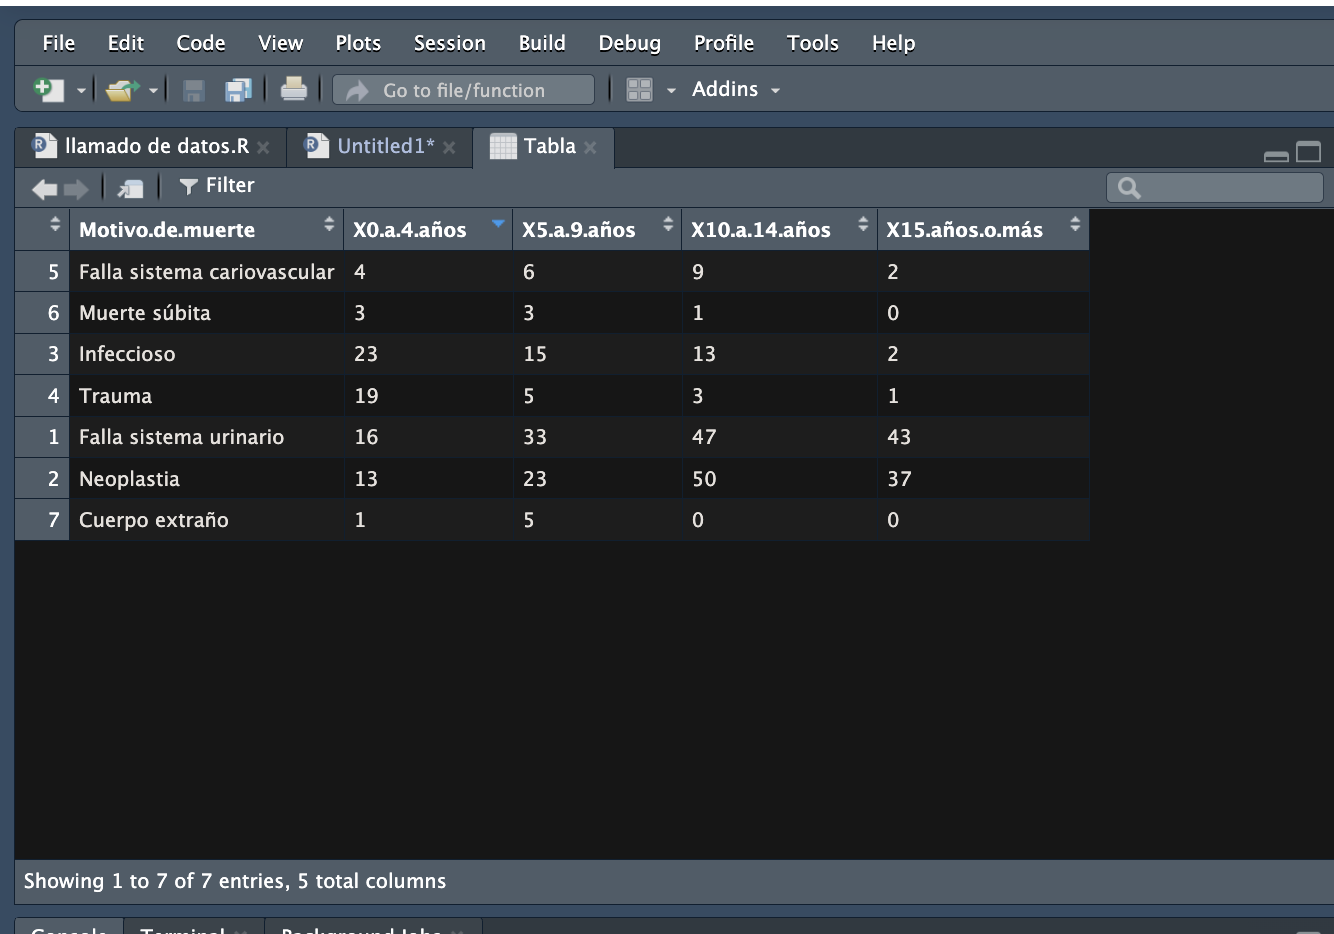 File Edit Code View Plots Session Build Debug Profile Tools Help
Go to file/function Addins
llamado de datos.R Untitled1* Tabla
Filter
Motivo.de.muerte X0.a.4.años X5.a.9.años X10.a.14.años X15.años.o.más
5 Falla sistema cariovascular 4 6 9 2
6 Muerte súbita 3 3 1 0
3 Infeccioso 23 15 13 2
4 Trauma 19 5 3 1
1 Falla sistema urinario 16 33 47 43
2 Neoplastia 13 23 50 37
7 Cuerpo extraño 1 5 0 0
Showing 1 to 7 of 7 entries, 5 total columns
Console Terminal Background Jobs